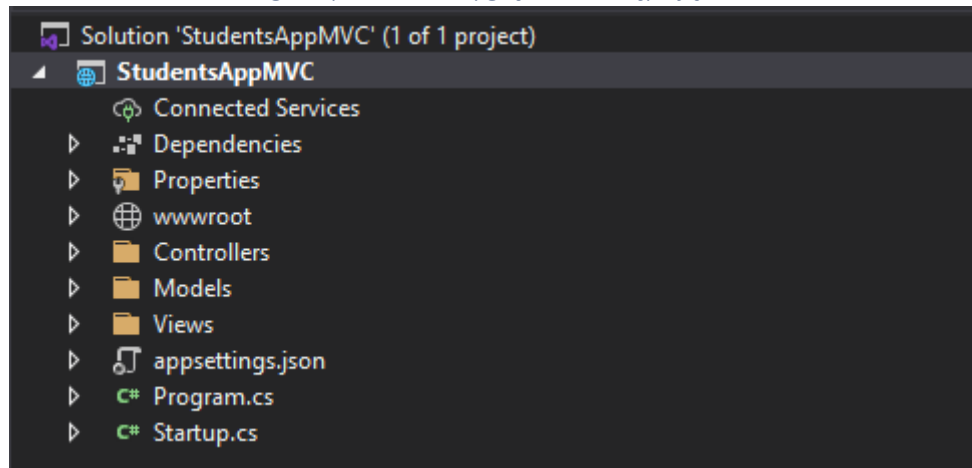 Solution 'StudentsAppMVC' (1 of 1 project)
StudentsAppMVC
Connected Services
Dependencies
Properties
wwwroot
Controllers
Models
Views
appsettings.json
C# Program.cs
C# Startup.cs